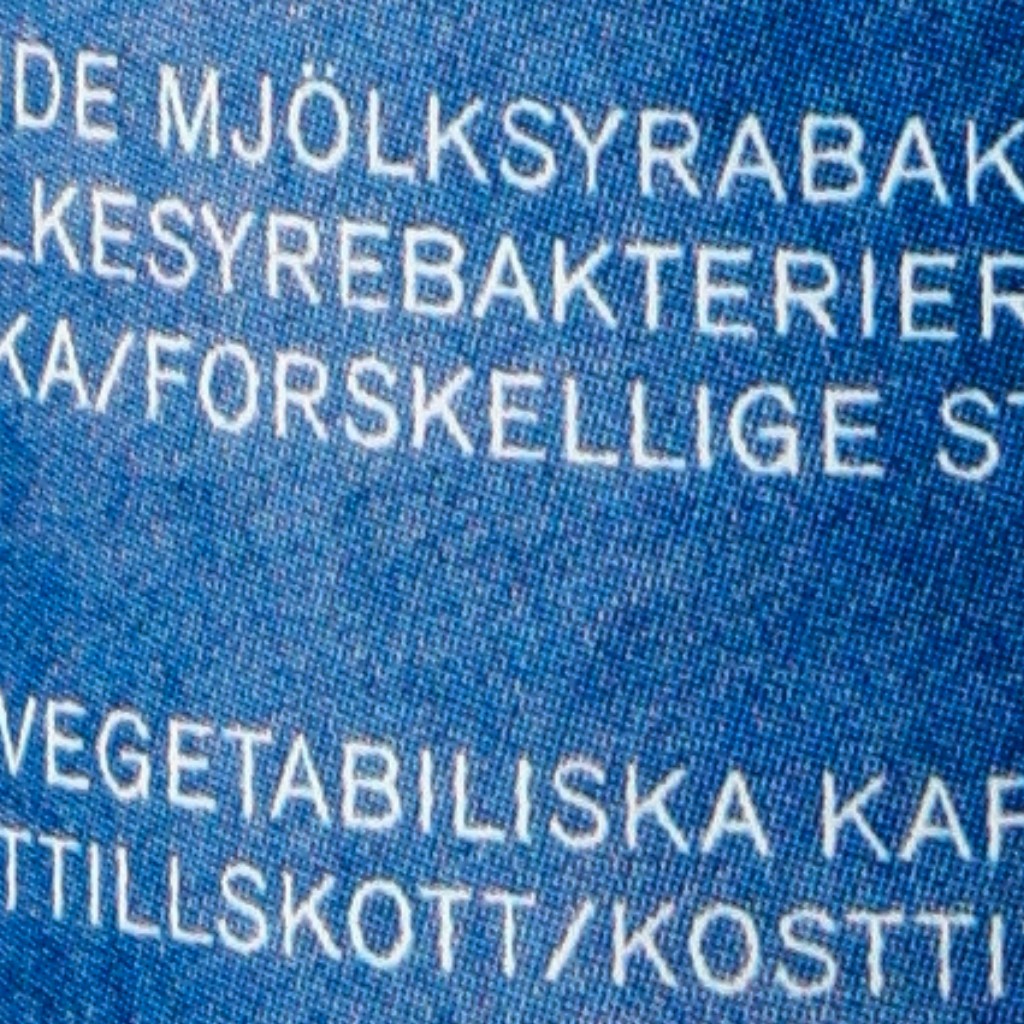 DE MJÖLKSYRABAK
LKESYREBAKTERIER
KA/FORSKELLIGE ST
VEGETABILISKA KAP
TTILLSKOTT/KOSTTI